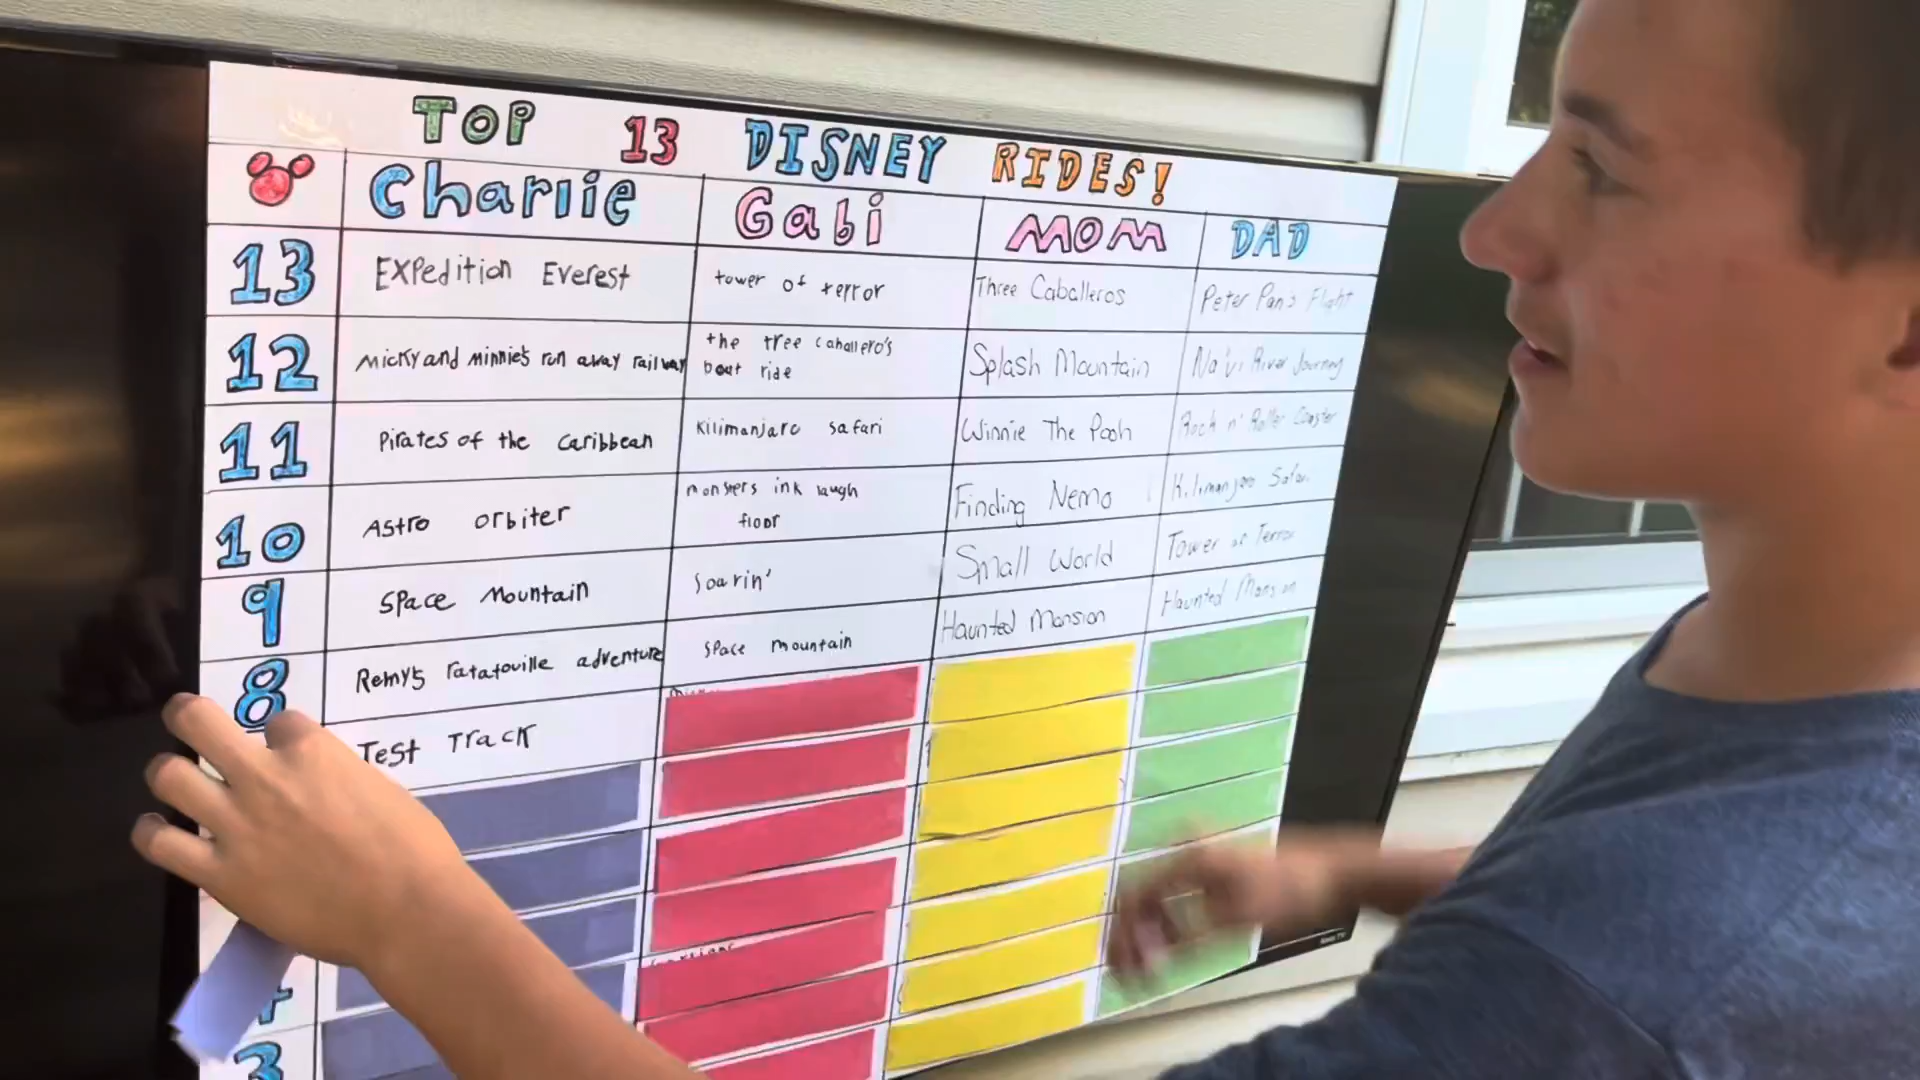 TOP 13 DISNEY RIDES!
Charlie Gabi MOM DAD
13 Expedition Everest tower of terror Three Caballeros Peter Pan's Flight
12 Micky and minnie's run away railway the tree caballero's Splash Mountain Na'vi River Journey
boat ride
11 Pirates of the Caribbean Kilimanjaro safari Winnie The Pooh Rock n' Roller Coaster
10 Astro orbiter monsters ink laugh Finding Nemo Kilimanjaro
floor
9 Space Mountain Soarin' Small World Tower of Terror
8 Remy's ratatouille adventure Space mountain Haunted Mansion Haunted Mansion
Test Track
3